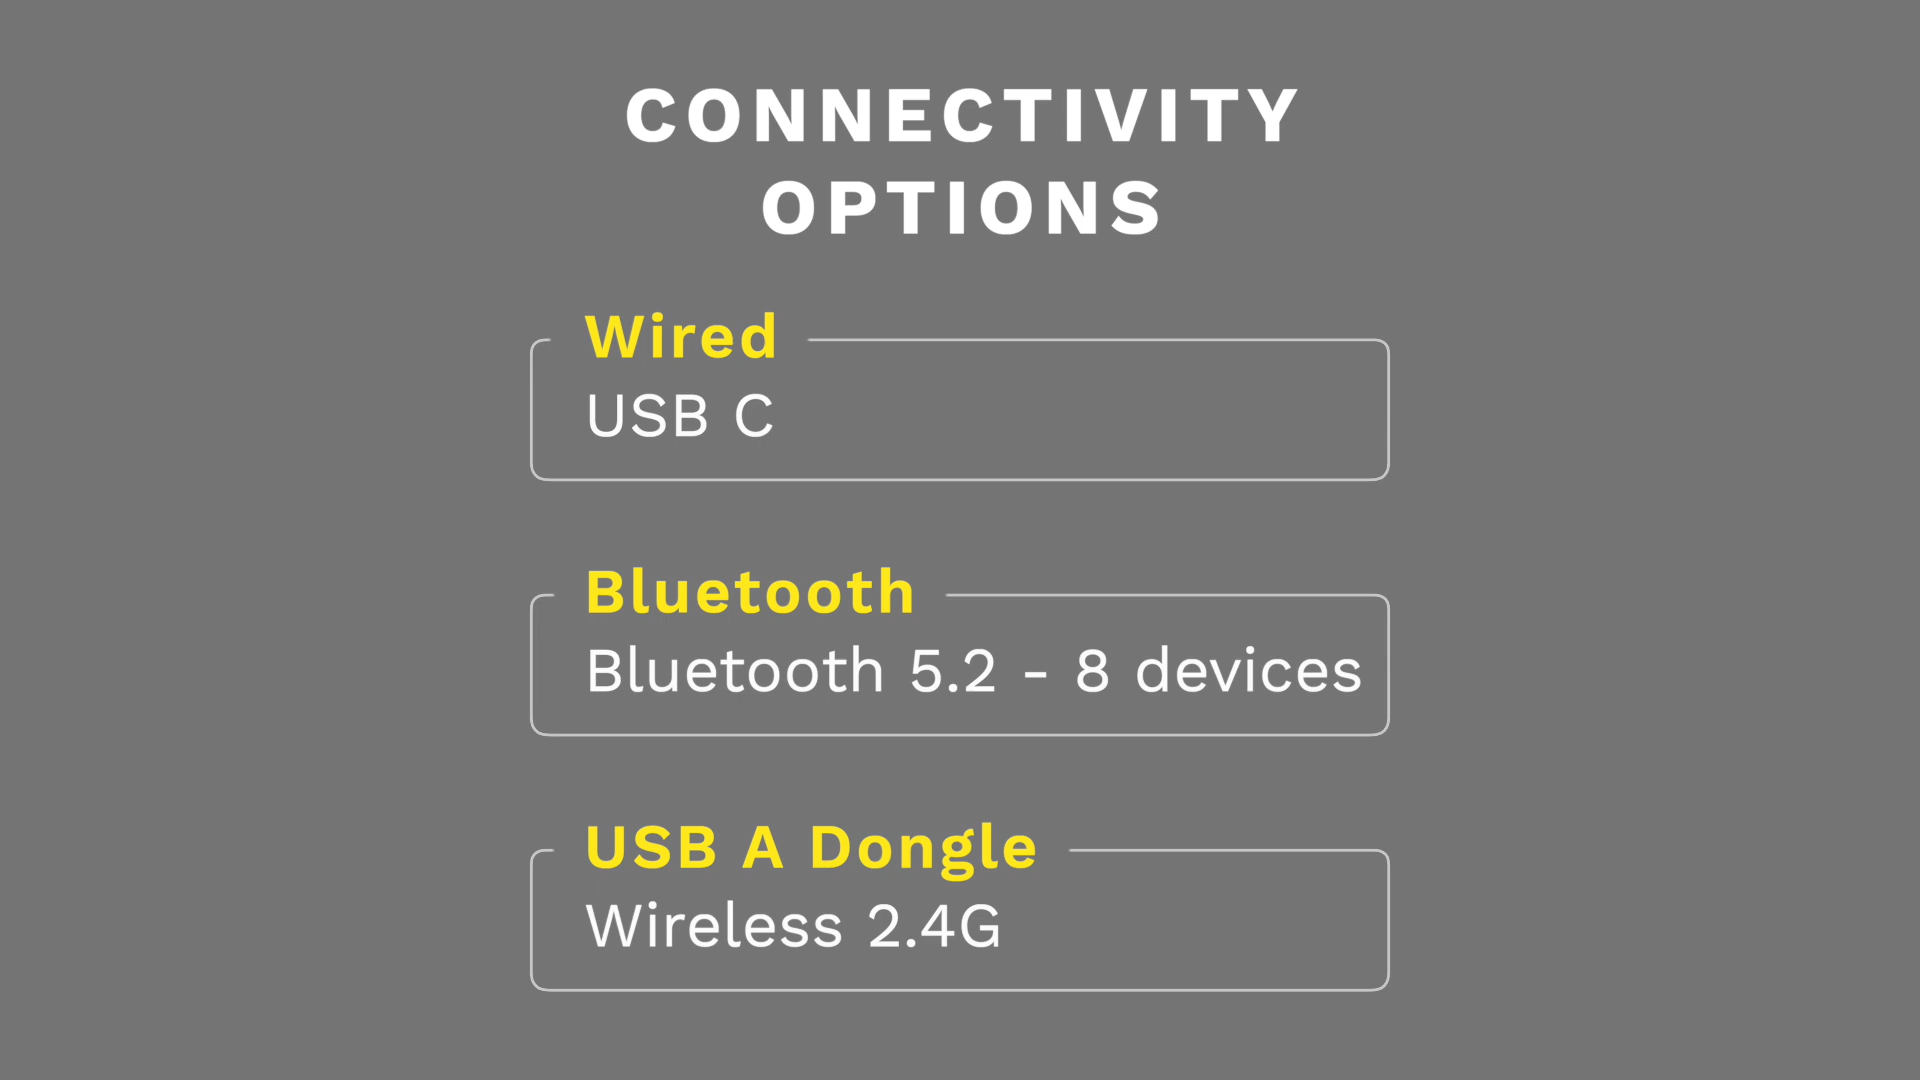 CONNECTIVITY
OPTIONS
Wired
USB C
Bluetooth
Bluetooth 5.2 - 8 devices
USB A Dongle
Wireless 2.4G